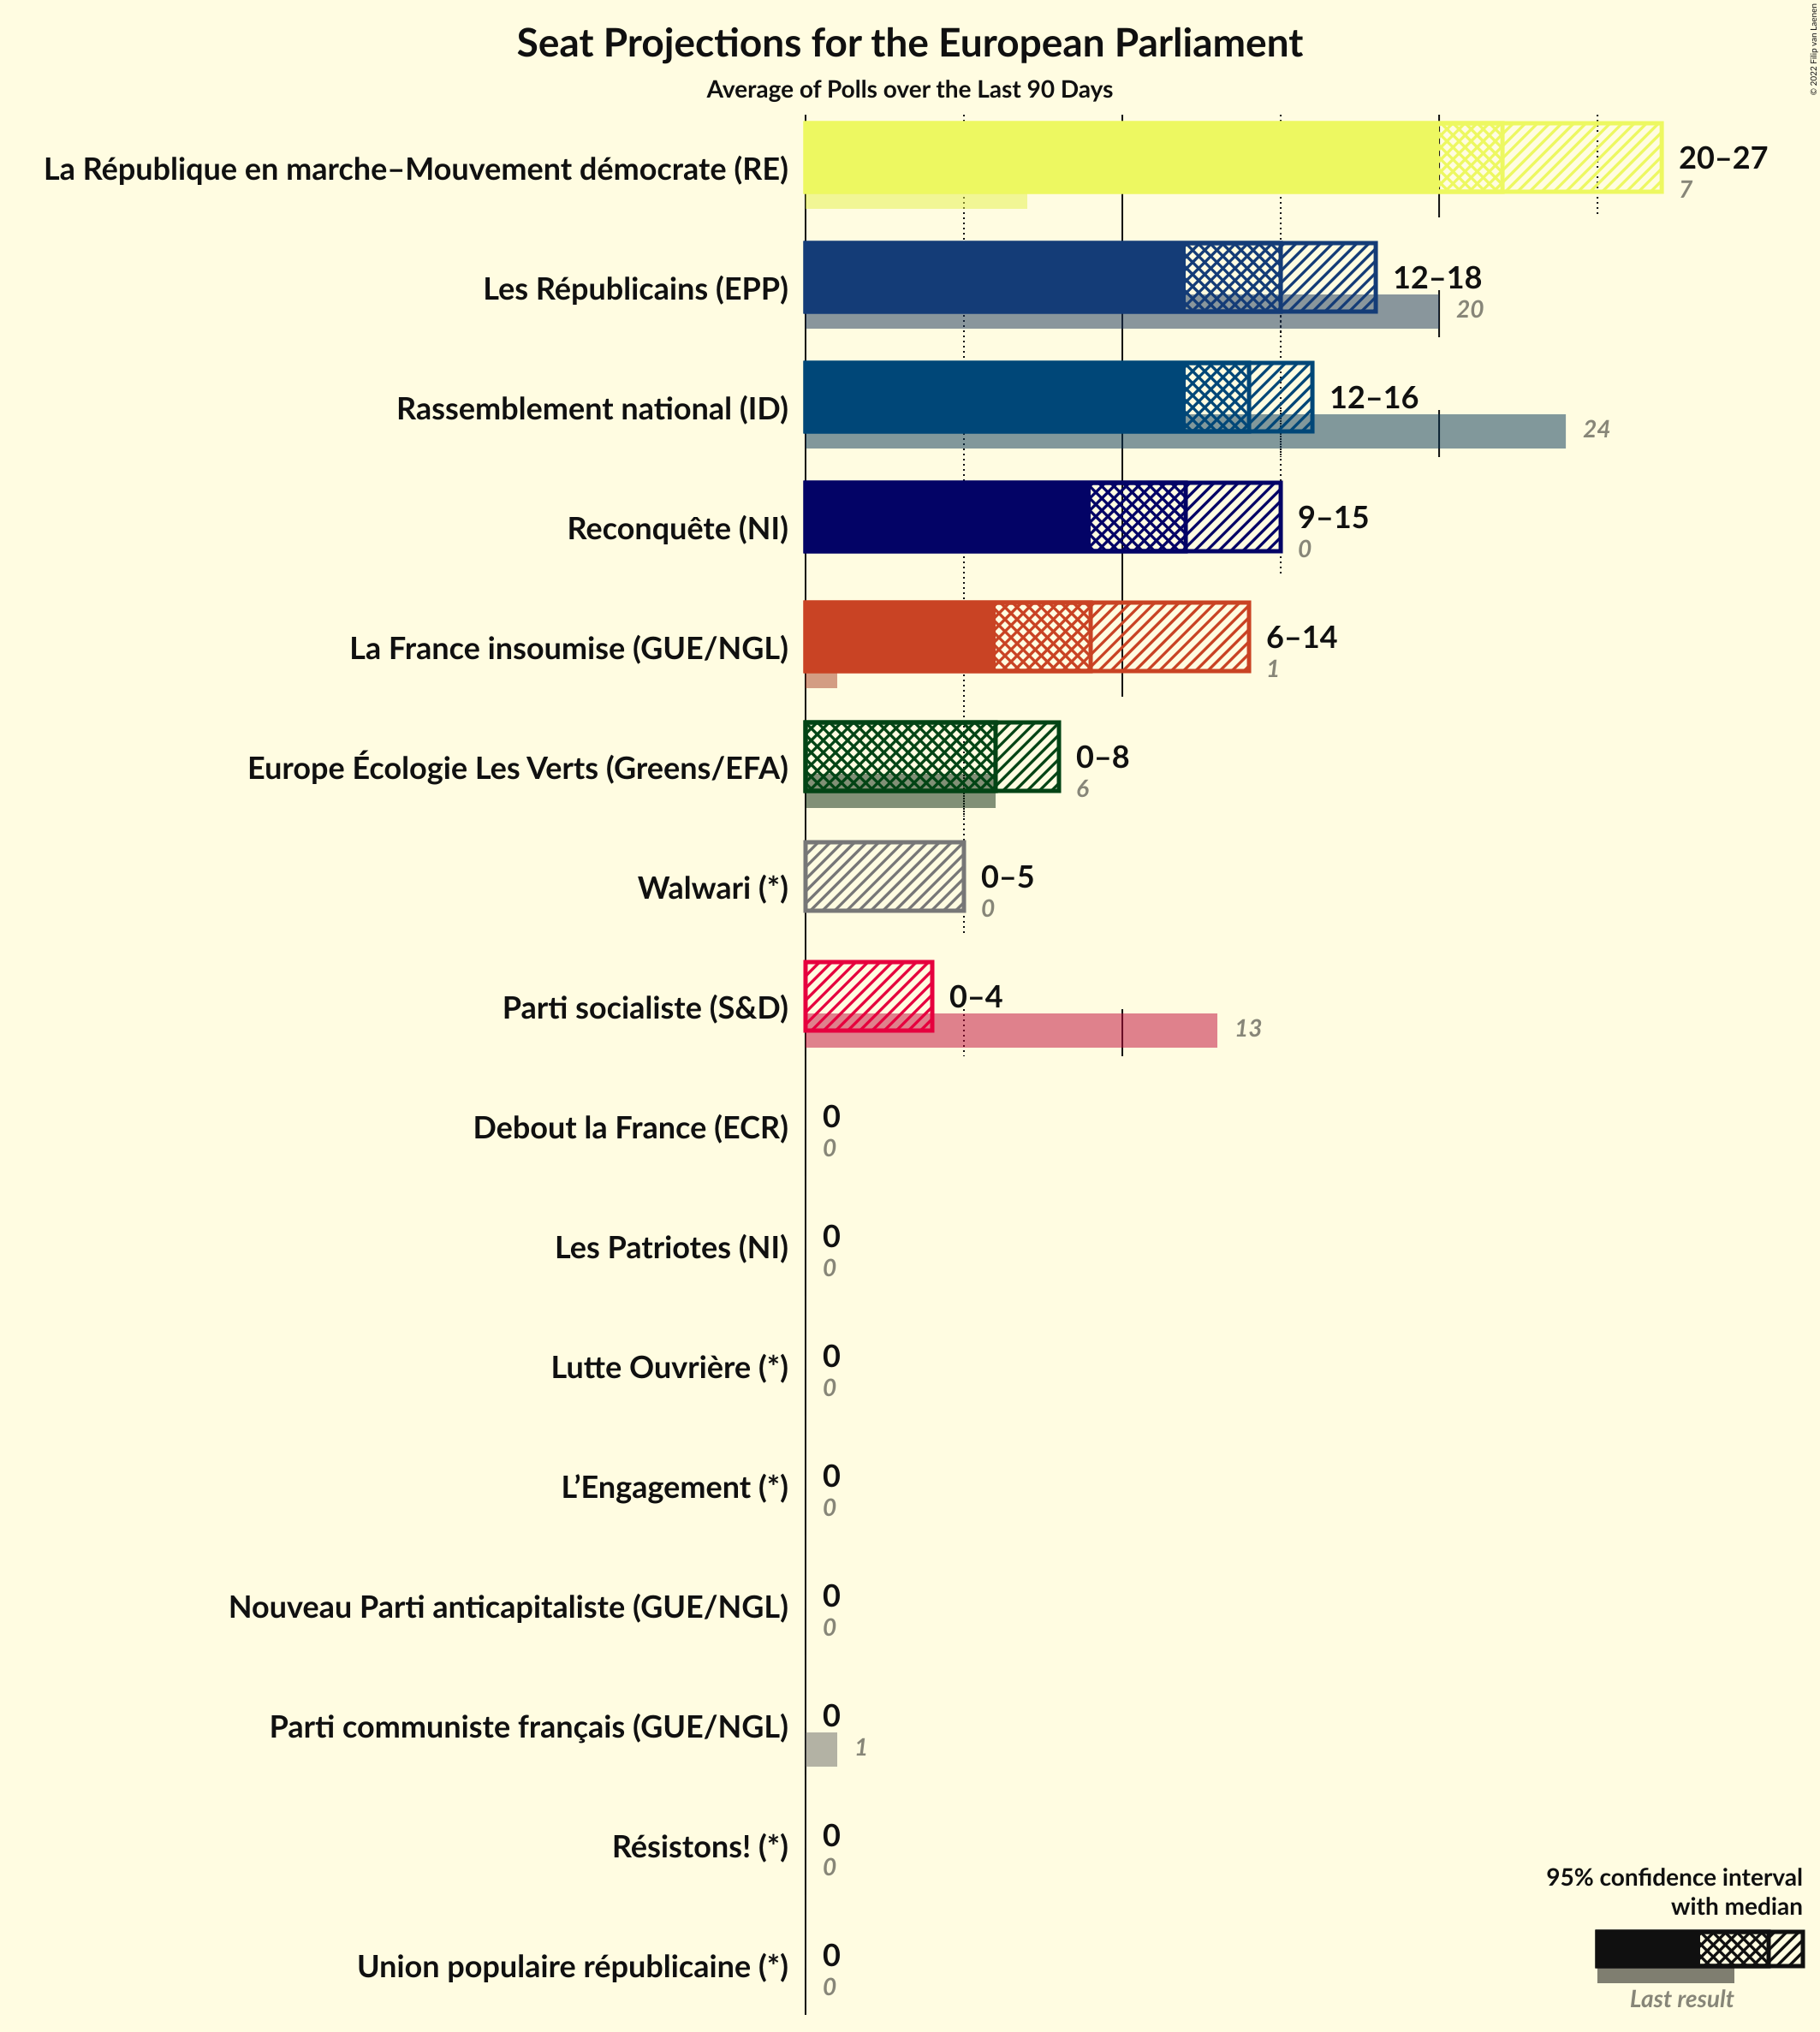 © 2022 Filip van Laenen
Seat Projections for the European Parliament
Average of Polls over the Last 90 Days
La République en marche–Mouvement démocrate (RE)
20–27
7
Les Républicains (EPP)
12–18
20
Rassemblement national (ID)
12–16
24
Reconquête (NI)
9–15
0
La France insoumise (GUE/NGL)
6–14
1
Europe Écologie Les Verts (Greens/EFA)
0–8
6
Walwari (*)
0–5
0
Parti socialiste (S&D)
0–4
13
Debout la France (ECR)
0
0
Les Patriotes (NI)
0
0
Lutte Ouvrière (*)
0
0
L’Engagement (*)
0
0
Nouveau Parti anticapitaliste (GUE/NGL)
0
0
Parti communiste français (GUE/NGL)
0
1
Résistons! (*)
0
0
Union populaire républicaine (*)
0
0
95% confidence interval
with median
Last result